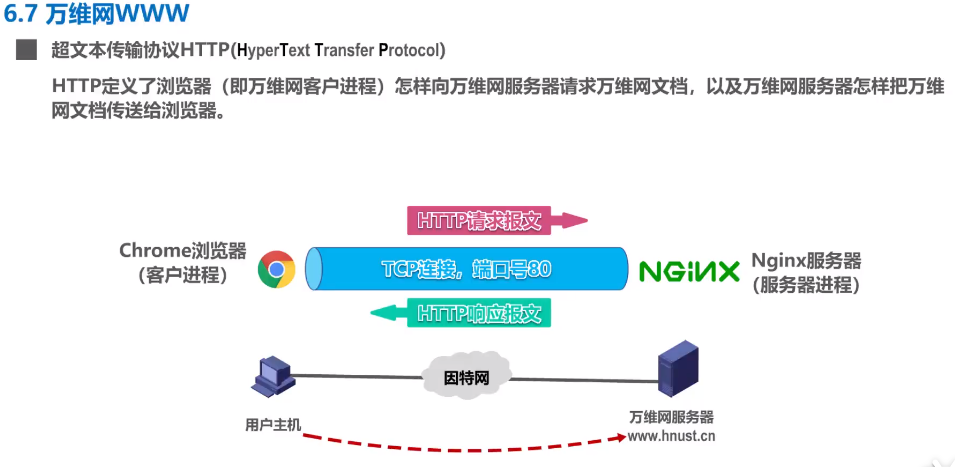 6.7 万维网WWW
超文本传输协议HTTP(HyperText Transfer Protocol)
HTTP定义了浏览器（即万维网客户进程）怎样向万维网服务器请求万维网文档，以及万维网服务器怎样把万维
网文档传送给浏览器。
HTTP请求报文
Chrome浏览器
（客户进程）
TCP连接，端口号80
NGINX
Nginx服务器
（服务器进程）
HTTP响应报文
因特网
用户主机
万维网服务器
www.hnust.cn